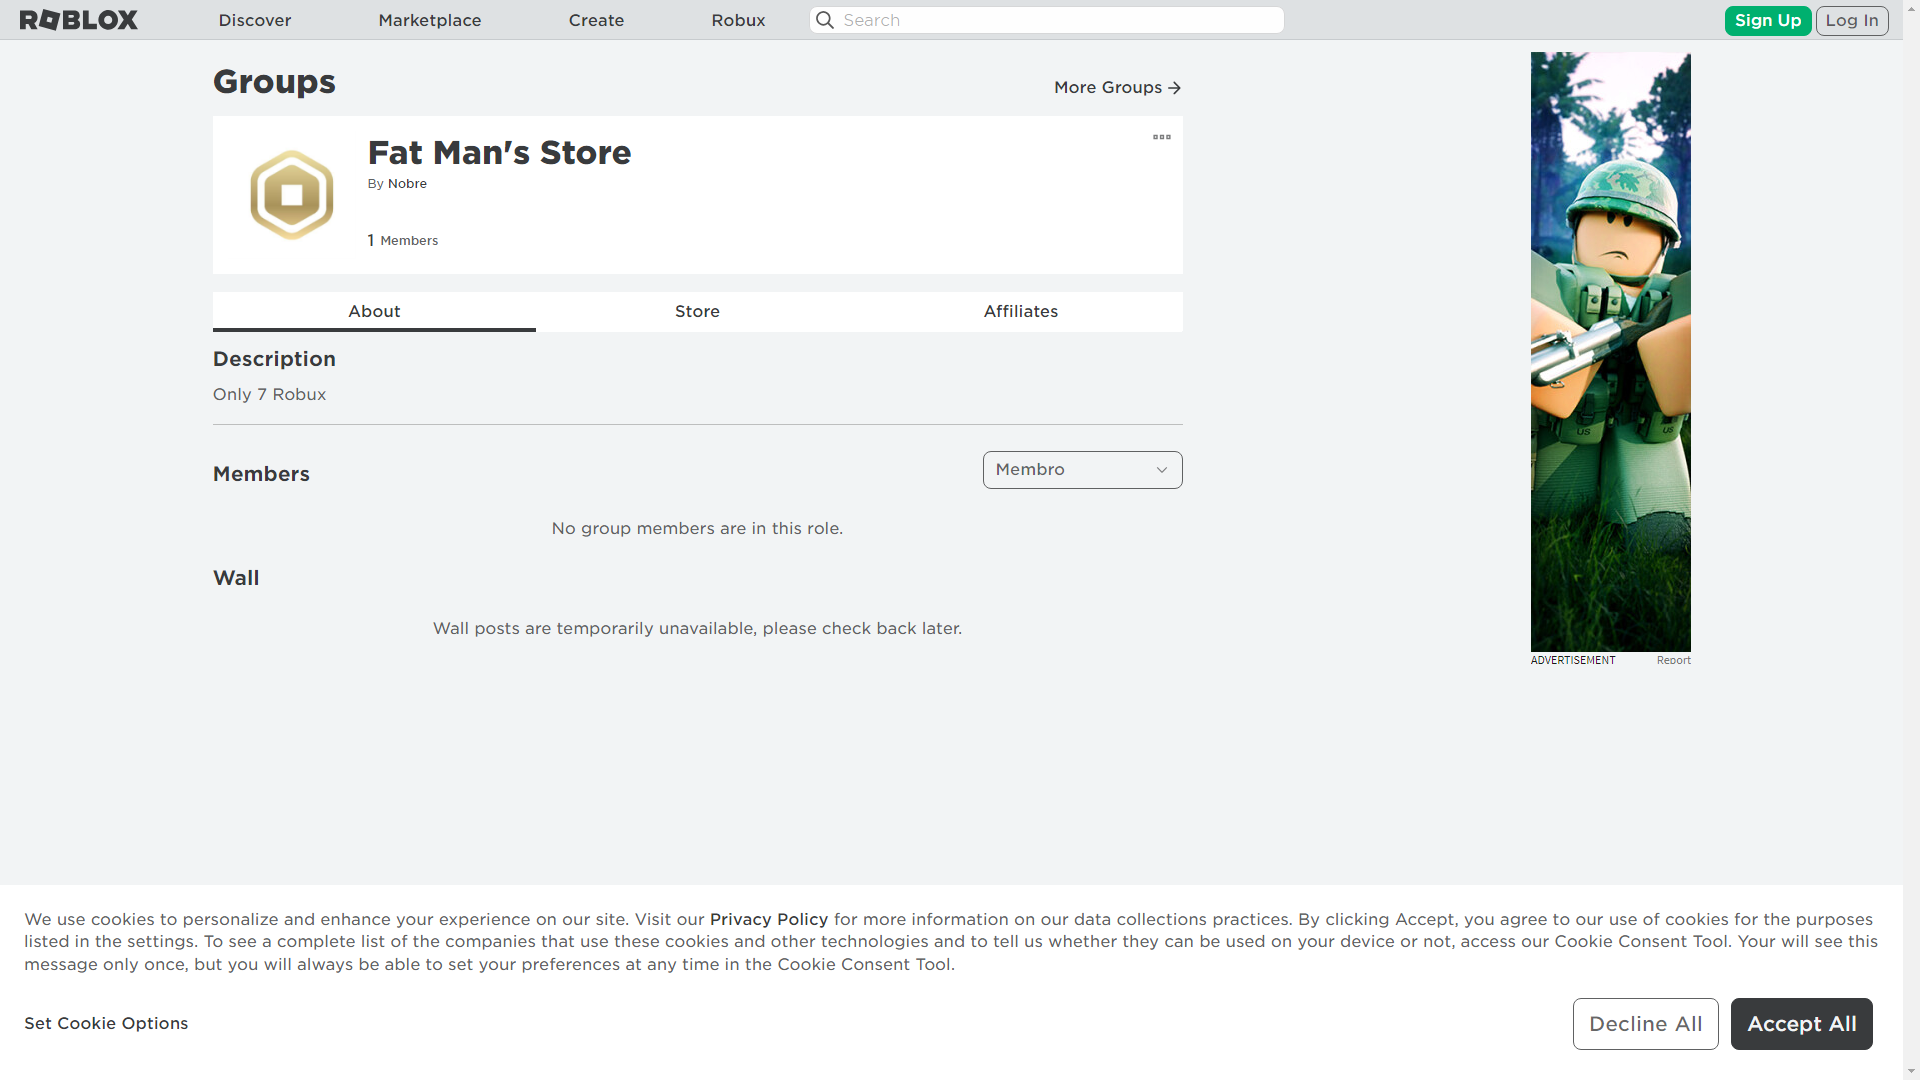 ROBLOX
Discover
Marketplace
Create
Robux
Search
Sign Up
Log In
Groups
More Groups
Fat Man's Store
By Nobre
1 Members
About
Store
Affiliates
Description
Only 7 Robux
Members
Membro
No group members are in this role.
Wall
Wall posts are temporarily unavailable, please check back later.
US
US
ADVERTISEMENT
Report
We use cookies to personalize and enhance your experience on our site. Visit our Privacy Policy for more information on our data collections practices. By clicking Accept, you agree to our use of cookies for the purposes
listed in the settings. To see a complete list of the companies that use these cookies and other technologies and to tell us whether they can be used on your device or not, access our Cookie Consent Tool. Your will see this
message only once, but you will always be able to set your preferences at any time in the Cookie Consent Tool.
Set Cookie Options
Decline All
Accept All